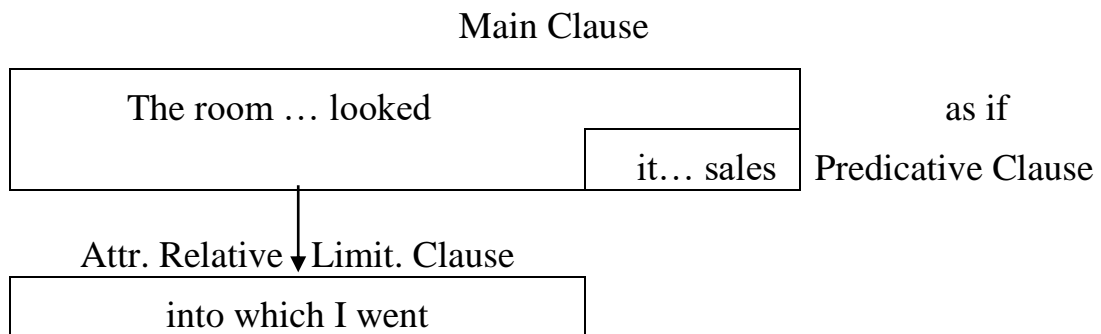 Main Clause
The room … looked as if
it… sales Predicative Clause
Attr. Relative Limit. Clause
into which I went